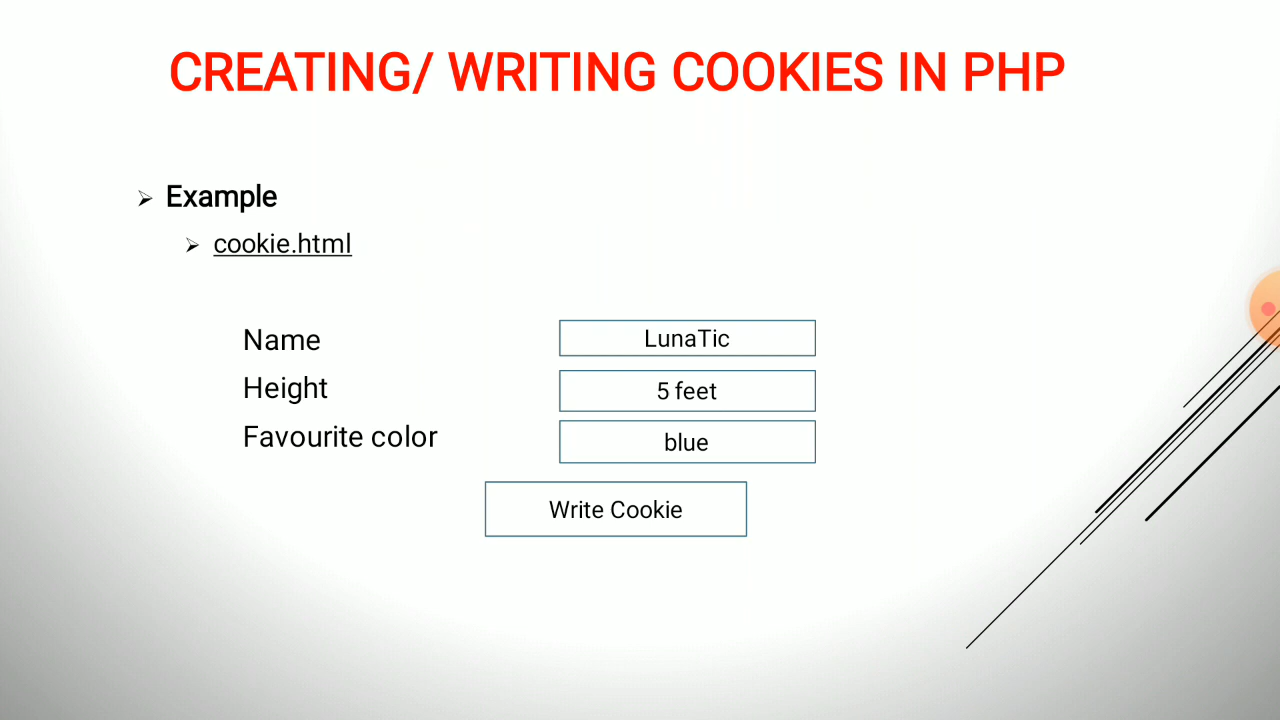 CREATING/ WRITING COOKIES IN PHP
Example
cookie.html
Name LunaTic
Height 5 feet
Favourite color blue
Write Cookie